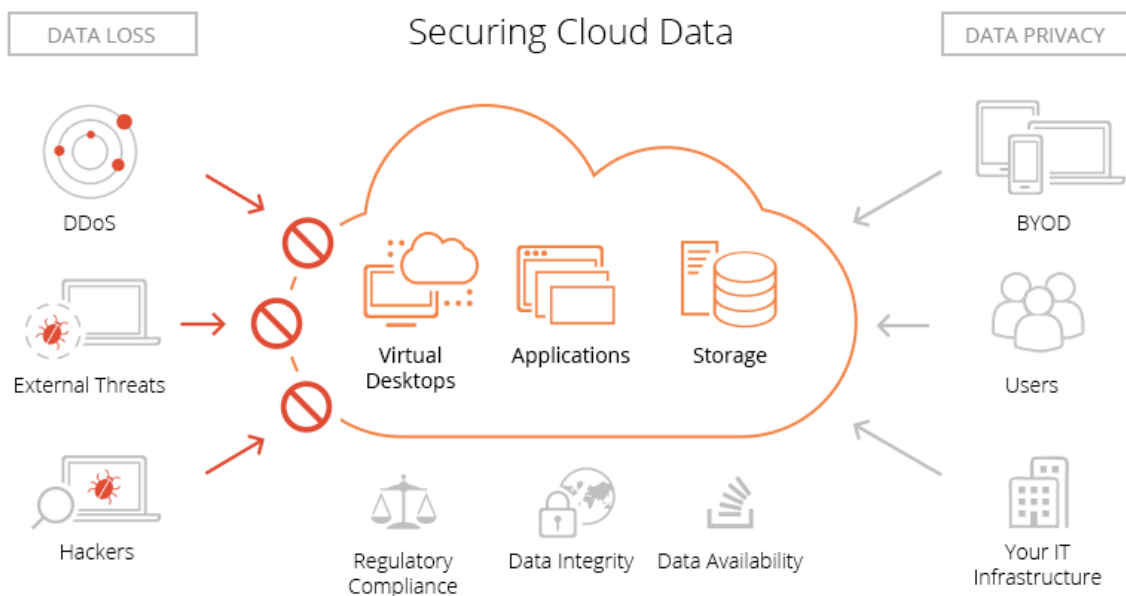 DATA LOSS
Securing Cloud Data
DATA PRIVACY
DDoS
External Threats
Hackers
Virtual
Desktops
Applications
Storage
BYOD
Users
Your IT
Infrastructure
Regulatory
Compliance
Data Integrity
Data Availability